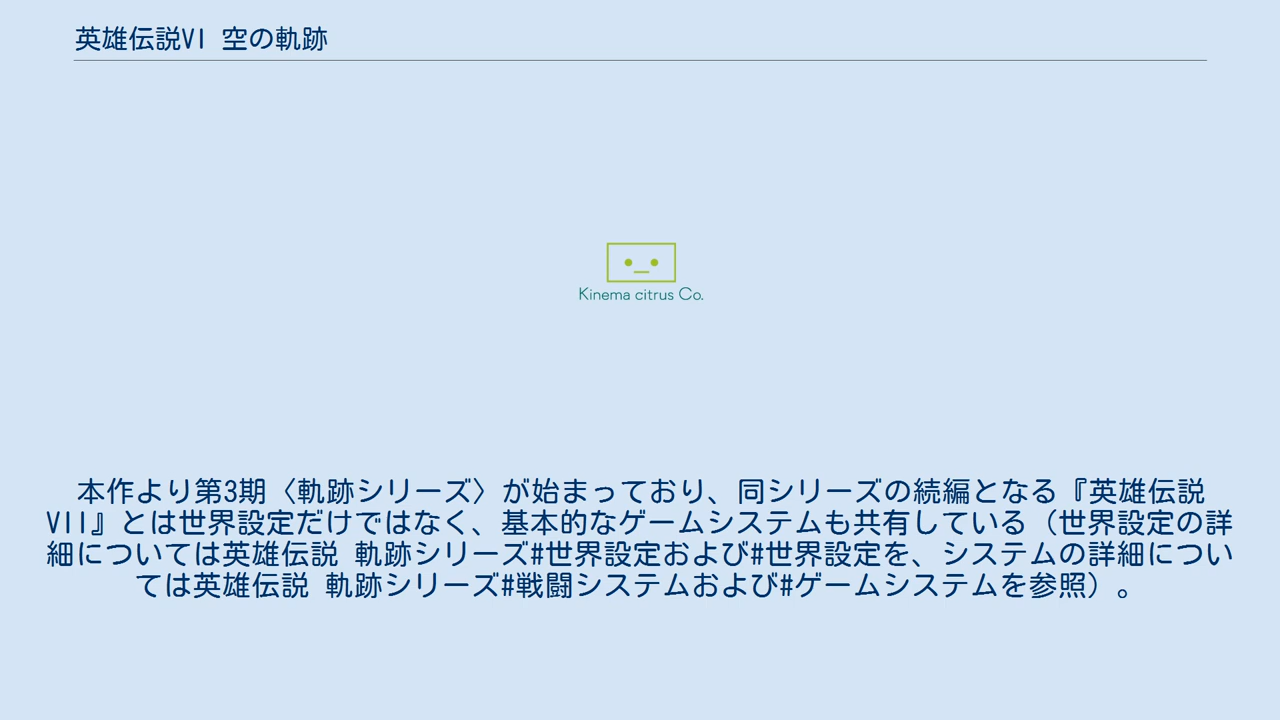 英雄伝説VI 空の軌跡
Kinema citrus Co.
本作より第3期〈軌跡シリーズ〉が始まっており、同シリーズの続編となる『英雄伝説
VII』とは世界設定だけではなく、基本的なゲームシステムも共有している（世界設定の詳
細については英雄伝説 軌跡シリーズ#世界設定および#世界設定を、システムの詳細につい
ては英雄伝説 軌跡シリーズ#戦闘システムおよび#ゲームシステムを参照）。